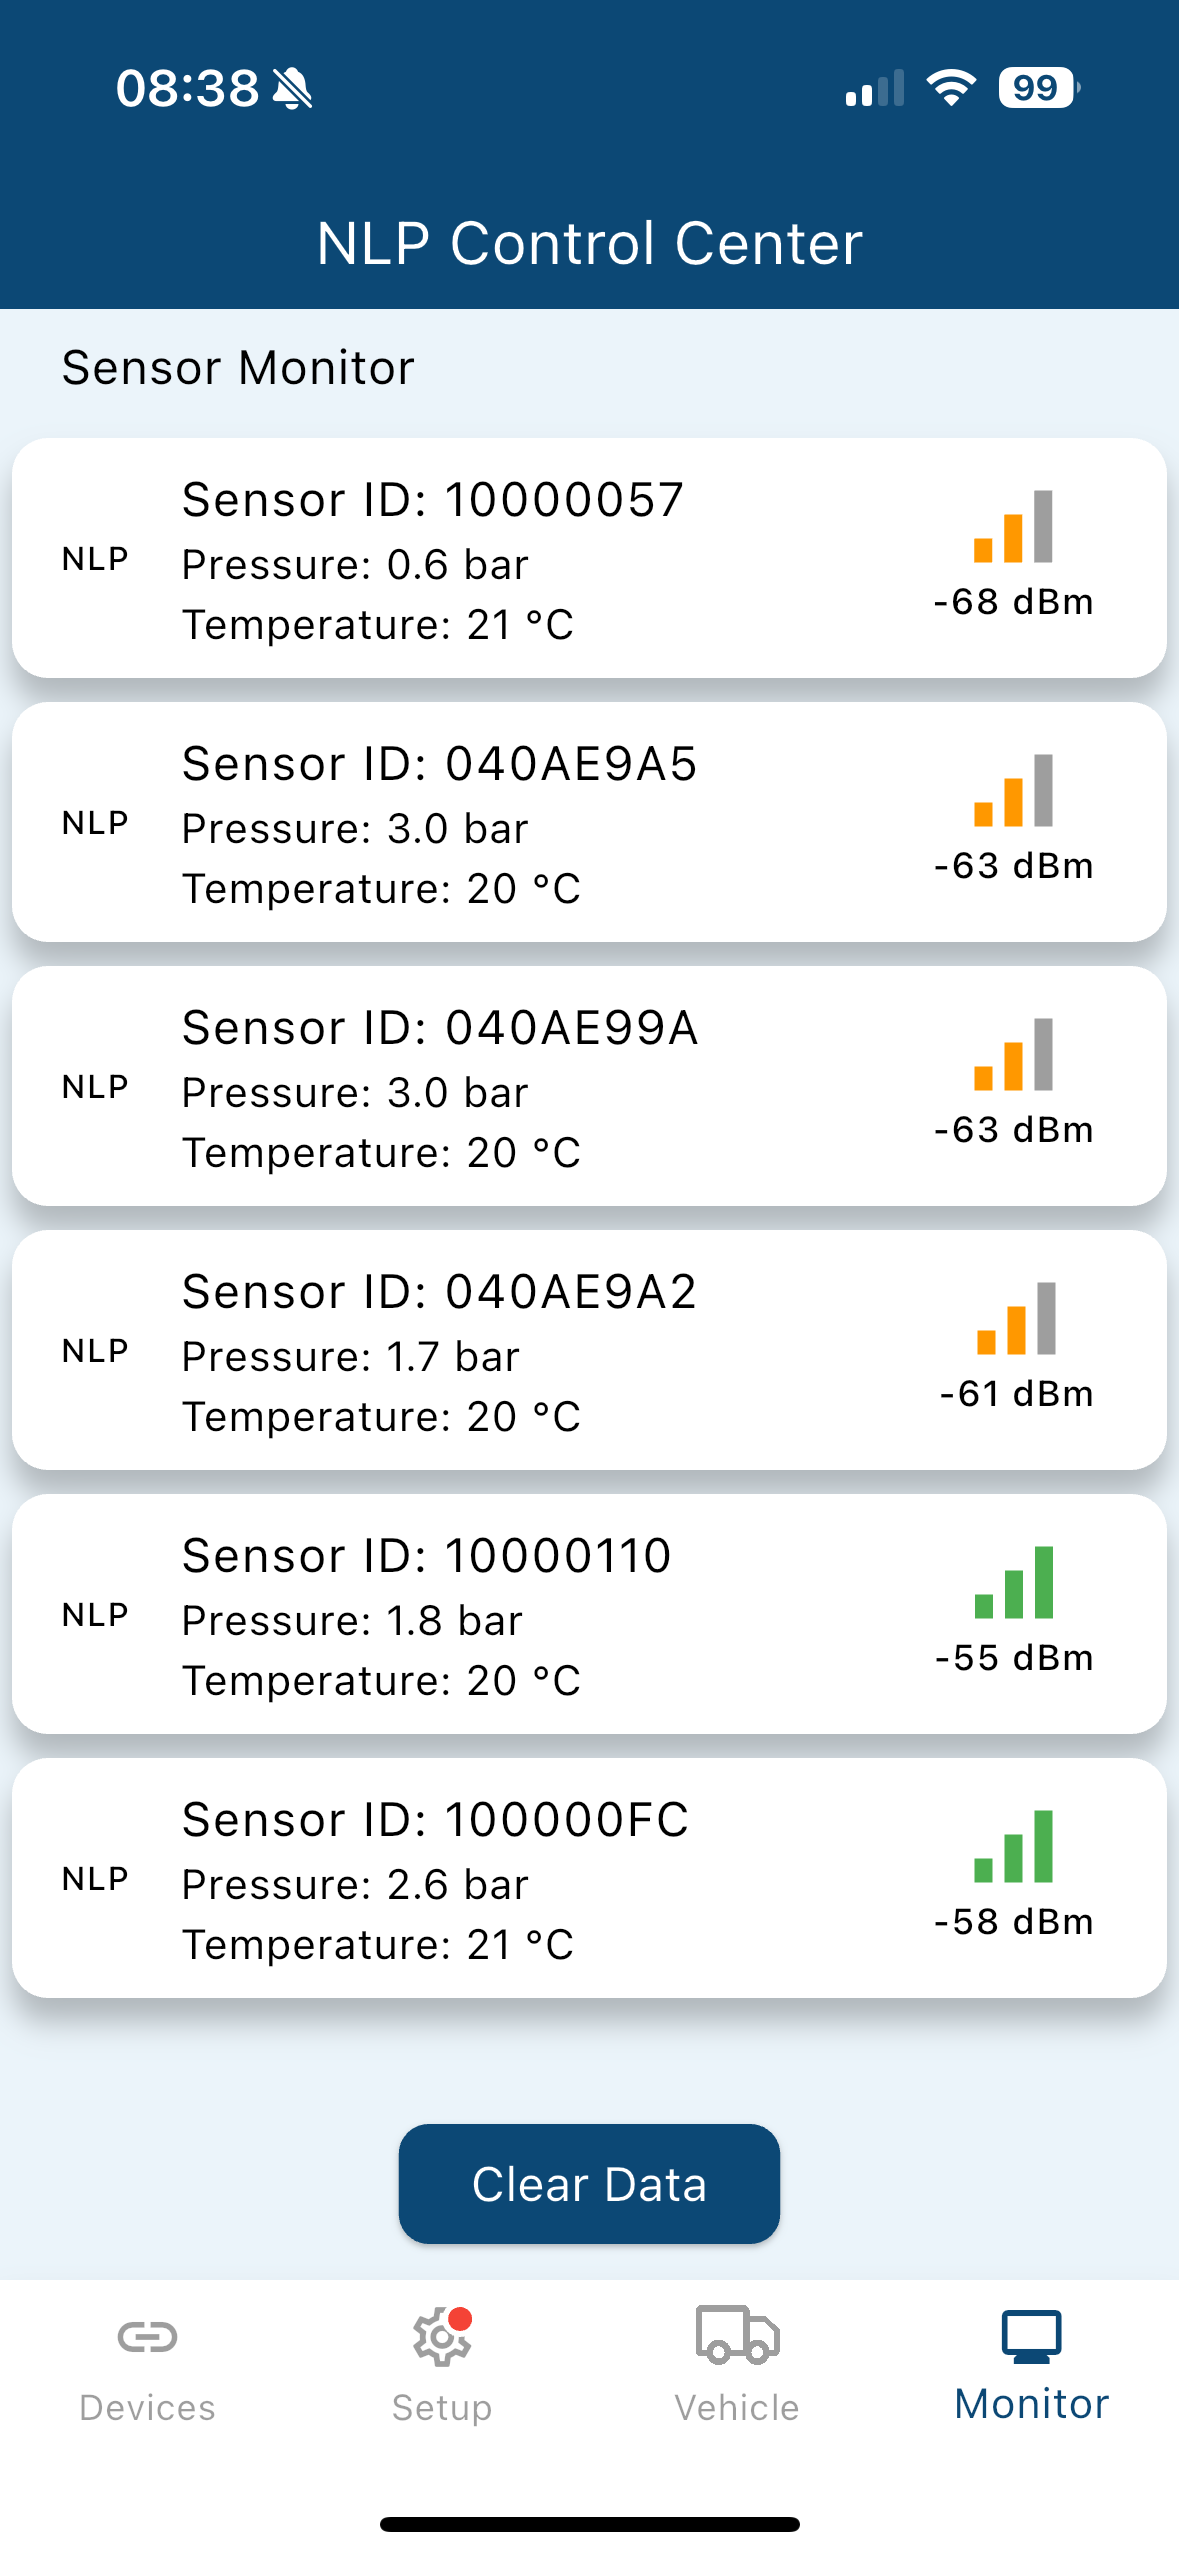 08:38
99
NLP Control Center
Sensor Monitor
Sensor ID: 10000057
NLP
Pressure: 0.6 bar
Temperature: 21 °C
-68 dBm
Sensor ID: 040AE9A5
NLP
Pressure: 3.0 bar
Temperature: 20 °C
-63 dBm
Sensor ID: 040AE99A
NLP
Pressure: 3.0 bar
Temperature: 20 °C
-63 dBm
Sensor ID: 040AE9A2
NLP
Pressure: 1.7 bar
Temperature: 20 °C
-61 dBm
Sensor ID: 10000110
NLP
Pressure: 1.8 bar
Temperature: 20 °C
-55 dBm
Sensor ID: 100000FC
NLP
Pressure: 2.6 bar
Temperature: 21 °C
-58 dBm
Clear Data
Devices
Setup
Vehicle
Monitor